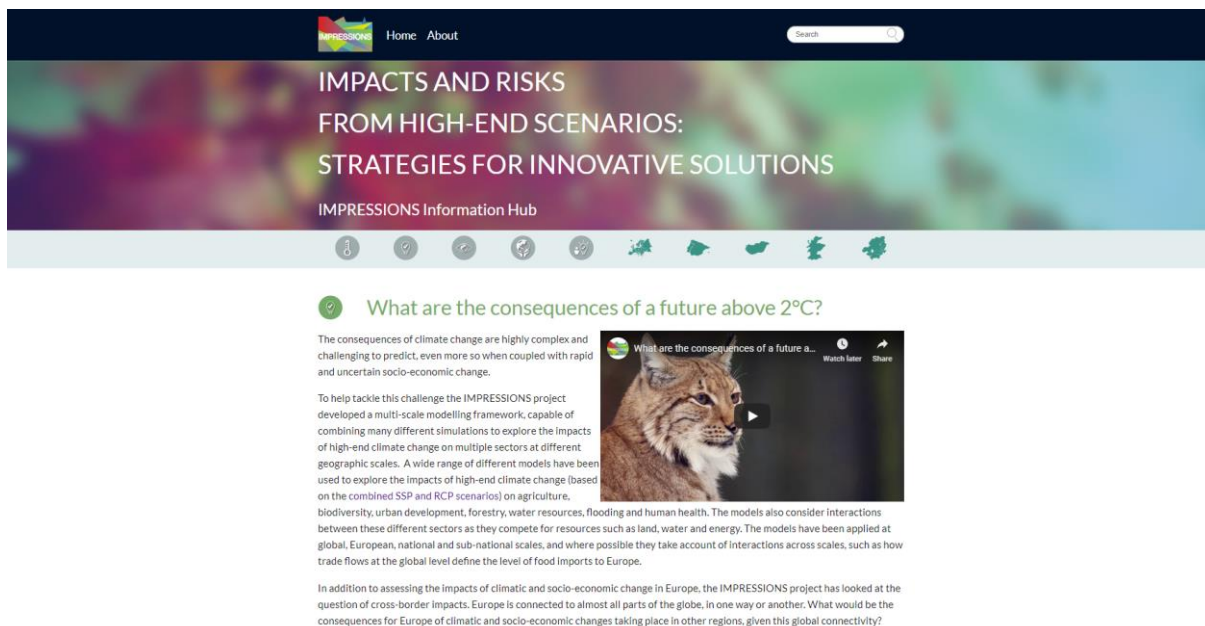 IMPRESSIONS
Home About
Search
IMPACTS AND RISKS
FROM HIGH-END SCENARIOS:
STRATEGIES FOR INNOVATIVE SOLUTIONS
IMPRESSIONS Information Hub
What are the consequences of a future above 2°C?
The consequences of climate change are highly complex and
challenging to predict, even more so when coupled with rapid
and uncertain socio-economic change.
What are the consequences of a future a...
Watch later
Share
To help tackle this challenge the IMPRESSIONS project
developed a multi-scale modelling framework, capable of
combining many different simulations to explore the impacts
of high-end climate change on multiple sectors at different
geographic scales. A wide range of different models have been
used to explore the impacts of high-end climate change (based
on the combined SSP and RCP scenarios) on agriculture,
biodiversity, urban development, forestry, water resources, flooding and human health. The models also consider interactions
between these different sectors as they compete for resources such as land, water and energy. The models have been applied at
global, European, national and sub-national scales, and where possible they take account of interactions across scales, such as how
trade flows at the global level define the level of food imports to Europe.
In addition to assessing the impacts of climatic and socio-economic change in Europe, the IMPRESSIONS project has looked at the
question of cross-border impacts. Europe is connected to almost all parts of the globe, in one way or another. What would be the
consequences for Europe of climatic and socio-economic changes taking place in other regions, given this global connectivity?